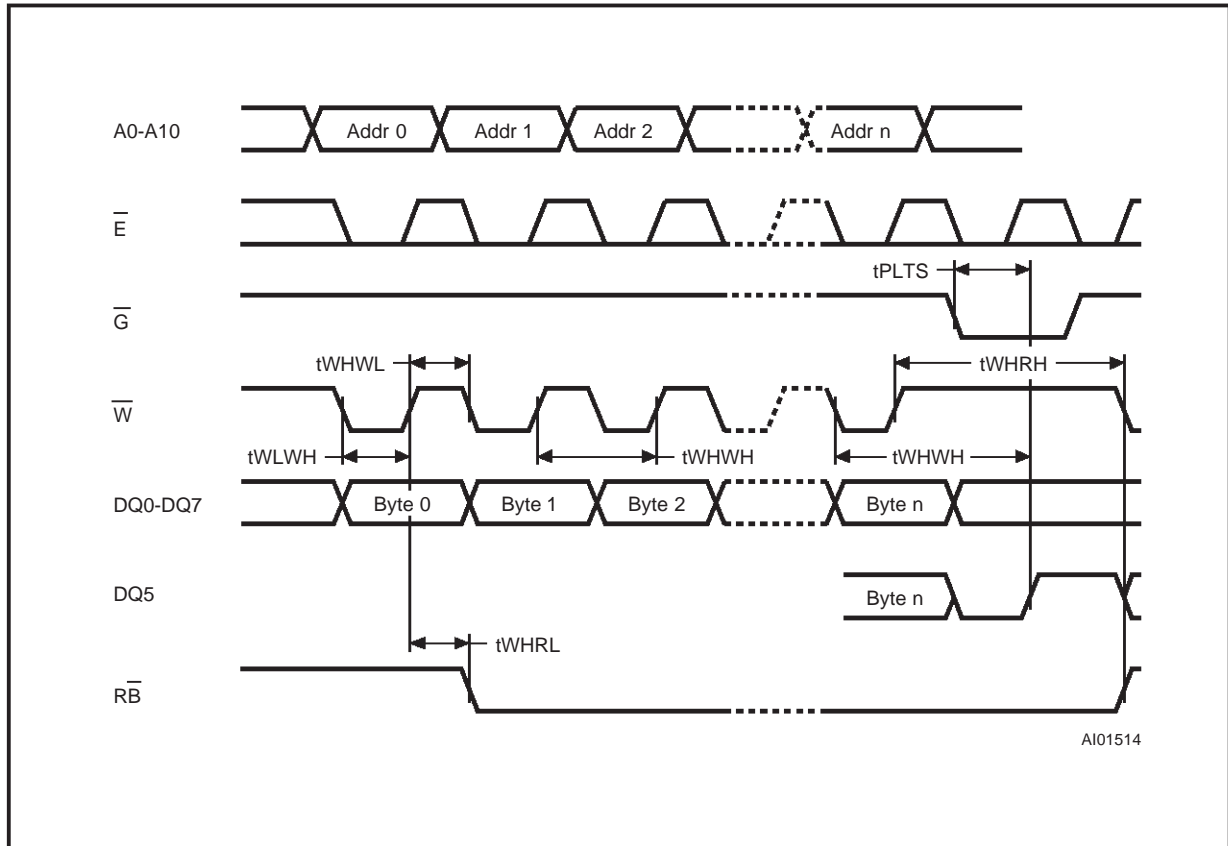 A0-A10
Addr 0
Addr 1
Addr 2
Addr n
E̅
tPLTS
G̅
tWHWL
tWHRH
W̅
tWLWH
tWHWH
tWHWH
DQ0-DQ7
Byte 0
Byte 1
Byte 2
Byte n
DQ5
Byte n
tWHRL
RB̅
AI01514